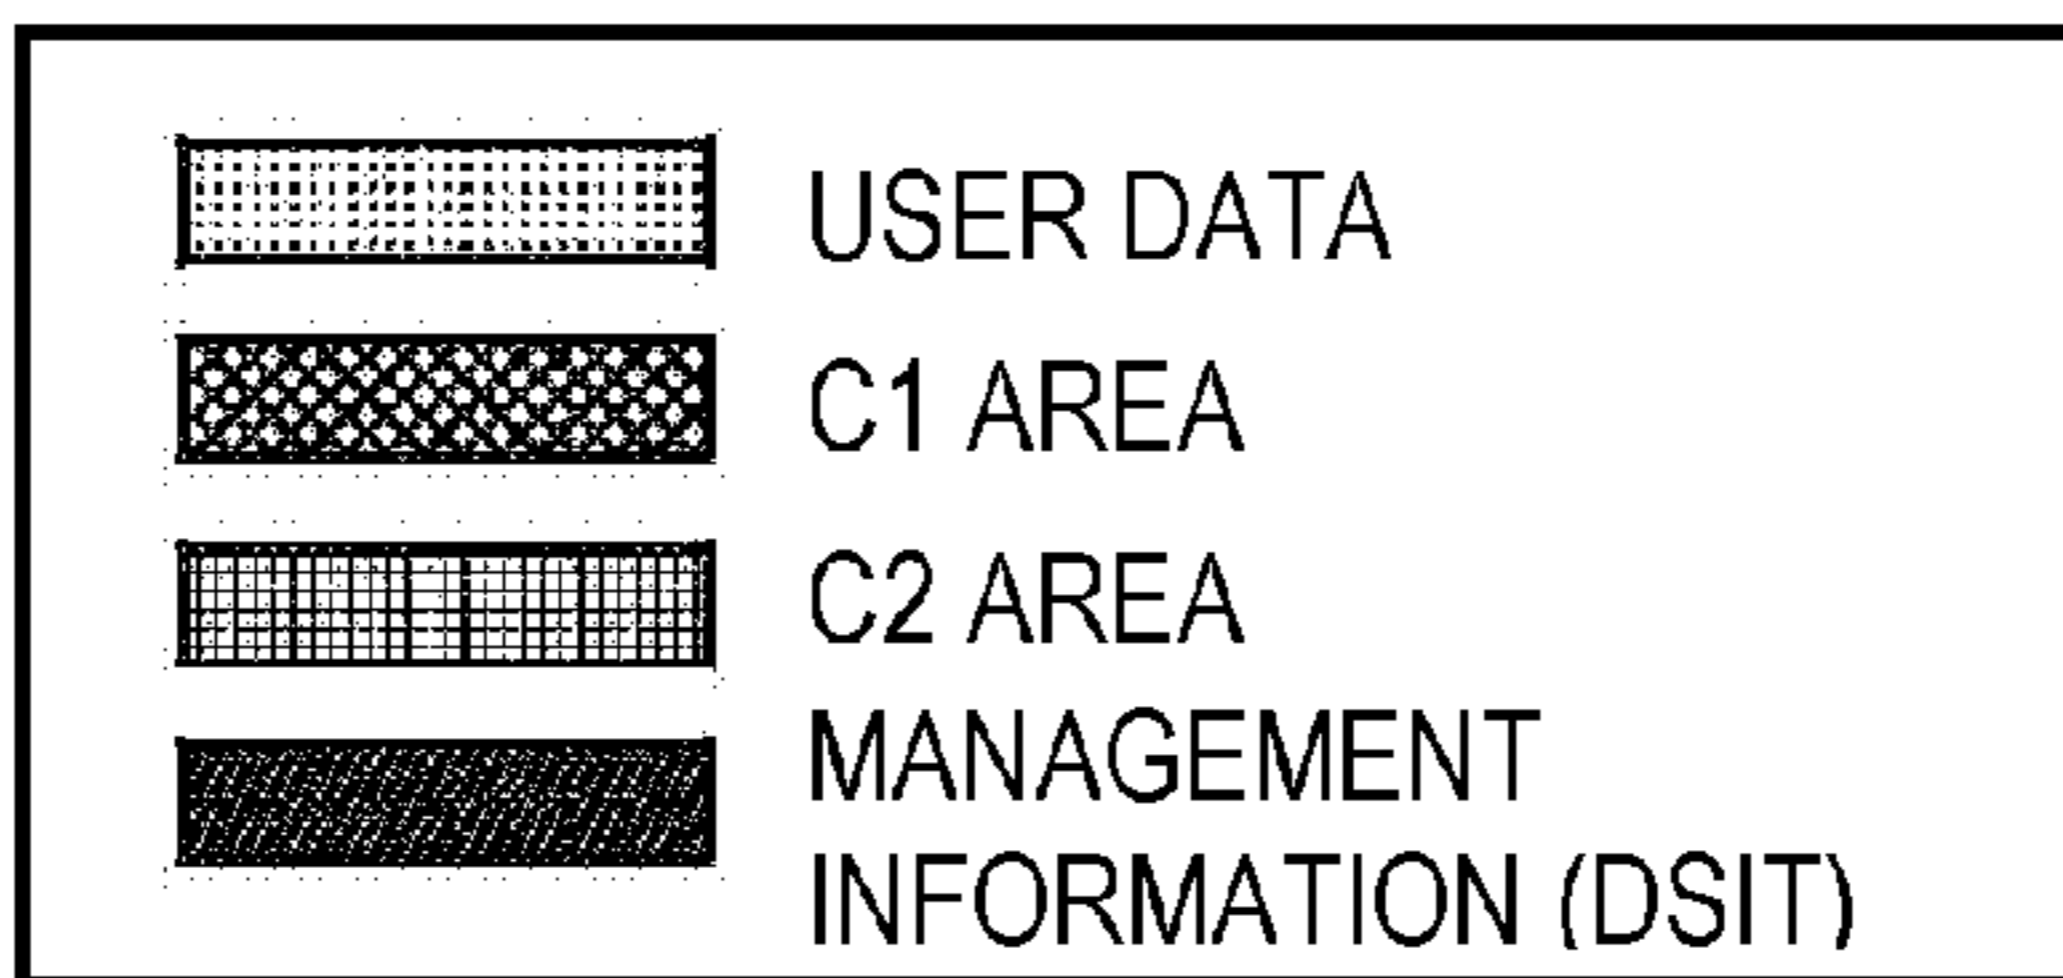 USER DATA
C1 AREA
C2 AREA
MANAGEMENT
INFORMATION (DSIT)